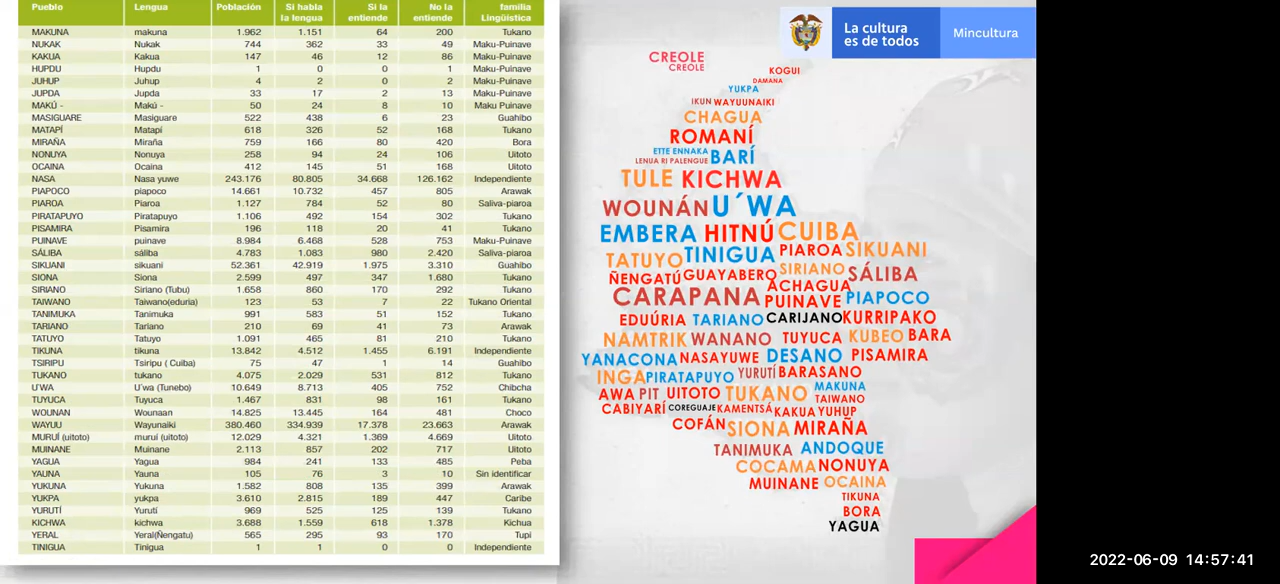 Pueblo Lengua Población Si habla la lengua Si la entiende No la entiende familia Lingüística
MAKUNA makuna 1.962 1.151 64 200 Tukano
NUKAK Nukak 744 362 33 49 Maku-Puinave
KAKUA Kakua 147 46 12 86 Maku-Puinave
HUPDU Hupdu 1 0 0 1 Maku-Puinave
JUHUP Juhup 4 2 0 2 Maku-Puinave
JUPDA Jupda 33 17 2 13 Maku-Puinave
MAKÚ - Makú - 50 24 8 10 Maku Puinave
MASIGUARE Masiguare 522 438 6 23 Guahibo
MATAPÍ Matapí 618 326 52 168 Tukano
MIRAÑA Miraña 759 166 80 420 Bora
NONUYA Nonuya 258 94 24 106 Uitoto
OCAINA Ocaina 412 145 51 168 Uitoto
NASA Nasa yuwe 243.176 80.805 34.668 126.162 Independiente
PIAPOCO piapoco 14.661 10.732 457 805 Arawak
PIAROA Piaroa 1.127 784 52 80 Saliva-piaroa
PIRATAPUYO Piratapuyo 1.106 492 154 302 Tukano
PISAMIRA Pisamira 196 118 20 41 Tukano
PUINAVE puinave 8.984 6.468 528 753 Maku-Puinave
SÁLIBA sáliba 4.783 1.083 980 2.420 Saliva-piaroa
SIKUANI sikuani 52.361 42.919 1.975 3.310 Guahibo
SIONA Siona 2.599 497 347 1.680 Tukano
SIRIANO Siriano (Tubu) 1.658 860 170 292 Tukano
TAIWANO Taiwano(eduria) 123 53 7 22 Tukano Oriental
TANIMUKA Tanimuka 991 583 51 152 Tukano
TARIANO Tariano 210 69 41 73 Arawak
TATUYO Tatuyo 1.091 465 81 210 Tukano
TIKUNA tikuna 13.842 4.512 1.455 6.191 Independiente
TSIRIPU Tsiripu ( Cuiba) 75 47 1 14 Guahibo
TUKANO tukano 4.075 2.029 531 812 Tukano
U'WA U´wa (Tunebo) 10.649 8.713 405 752 Chibcha
TUYUCA Tuyuca 1.467 831 98 161 Tukano
WOUNAN Wounaan 14.825 13.445 164 481 Choco
WAYUU Wayunaiki 380.460 334.939 17.378 23.663 Arawak
MURUÍ (uitoto) muruí (uitoto) 12.029 4.321 1.369 4.669 Uitoto
MUINANE Muinane 2.113 857 202 717 Uitoto
YAGUA Yagua 984 241 133 485 Peba
YAUNA Yauna 105 76 3 10 Sin identificar
YUKUNA Yukuna 1.582 808 135 399 Arawak
YUKPA yukpa 3.610 2.815 189 447 Caribe
YURUTÍ Yurutí 969 525 125 139 Tukano
KICHWA kichwa 3.688 1.559 618 1.378 Kichua
YERAL Yeral(Ñengatu) 565 295 93 170 Tupi
TINIGUA Tinigua 1 1 0 0 Independiente
La cultura
es de todos
Mincultura
CREOLE
CREOLE
KOGUI
DAMANA
YUKPA
IKUN WAYUUNAIKI
CHAGUA
ROMANÍ
ETTE ENNAKA
LENUA RI PALENGUE BARÍ
TULE KICHWA
WOUNÁN U´WA
EMBERA HITNÚ CUIBA
TATUYO TINIGUA PIAROA SIKUANI
ÑENGATÚ GUAYABERO SIRIANO SÁLIBA
ACHAGUA
CARAPANA PUINAVE PIAPOCO
EDUÚRIA TARIANO CARIJANO KURRIPAKO
NAMTRIK WANANO TUYUCA KUBEO BARA
YANACONA NASAYUWE DESANO PISAMIRA
INGA PIRATAPUYO YURUTÍ BARASANO
AWA PIT UITOTO TUKANO MAKUNA
TAIWANO
CABIYARÍ COREGUAJE KAMENTSÁ KAKUA YUHUP
COFÁN SIONA MIRAÑA
TANIMUKA ANDOQUE
COCAMA NONUYA
MUINANE OCAINA
TIKUNA
BORA
YAGUA
2022-06-09 14:57:41